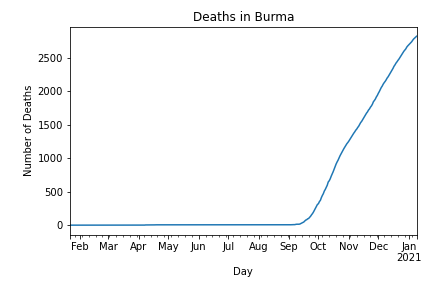 Deaths in Burma
Number of Deaths
2500
2000
1500
1000
500
0
Feb Mar Apr May Jun Jul Aug Sep Oct Nov Dec Jan
2021
Day